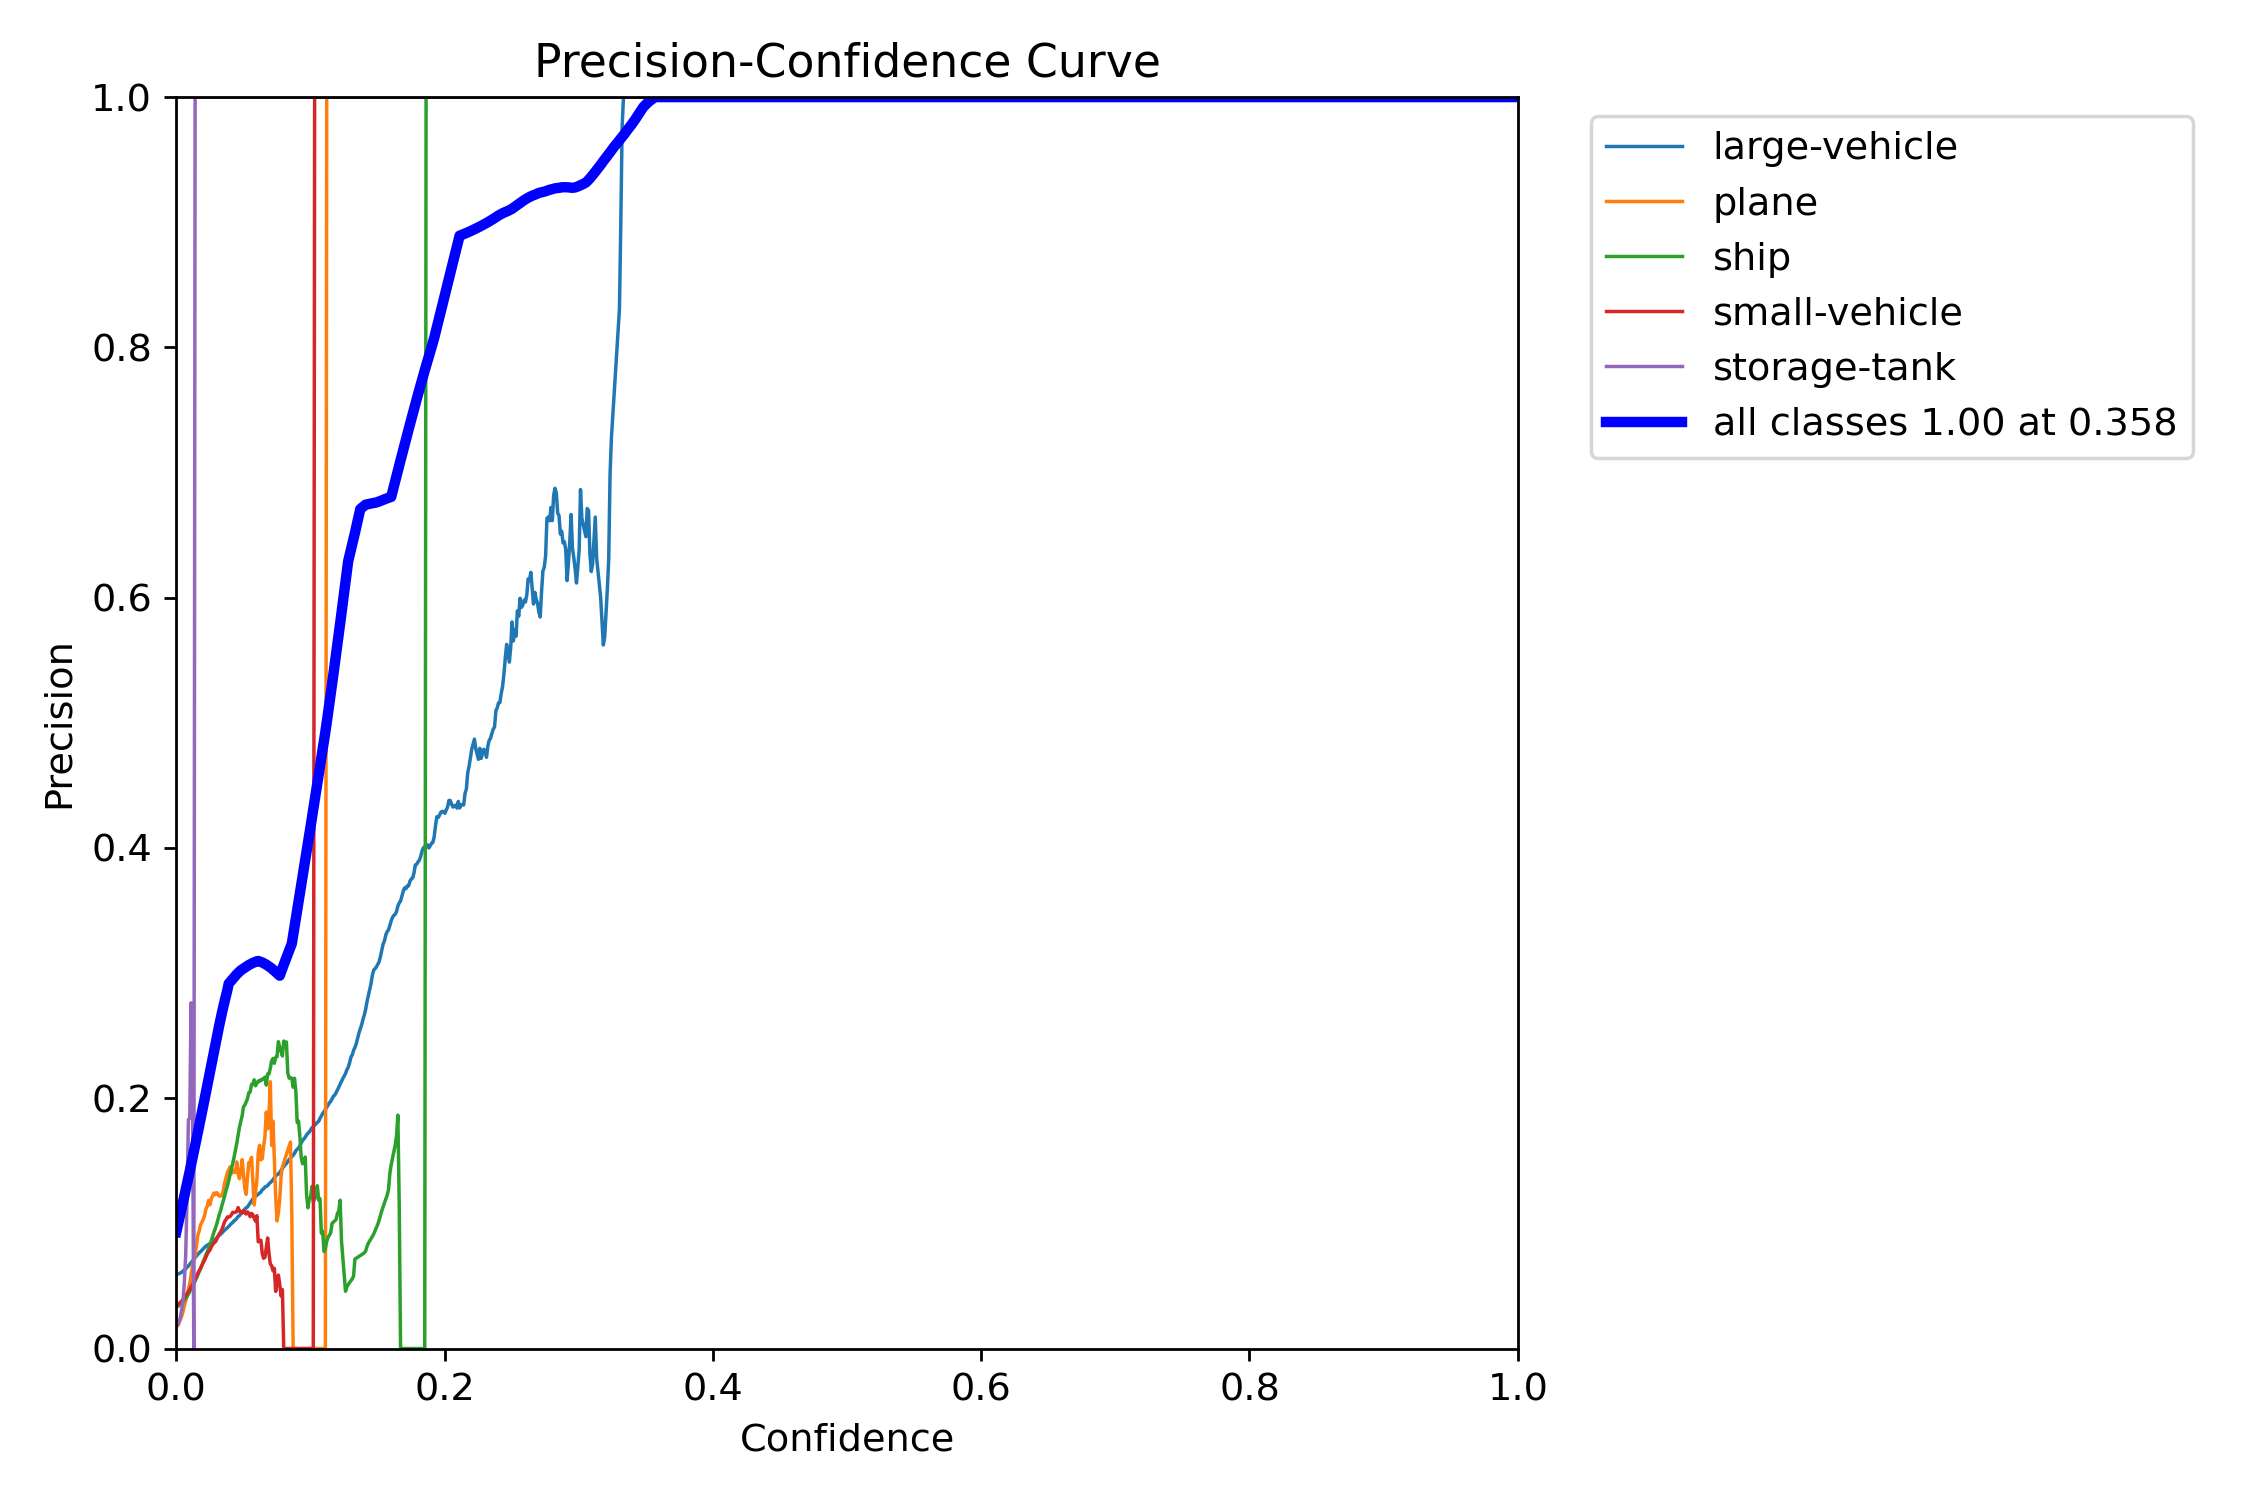 Precision-Confidence Curve
1.0
0.8
0.6
0.4
0.2
0.0
Precision
0.0 0.2 0.4 0.6 0.8 1.0
Confidence
large-vehicle
plane
ship
small-vehicle
storage-tank
all classes 1.00 at 0.358